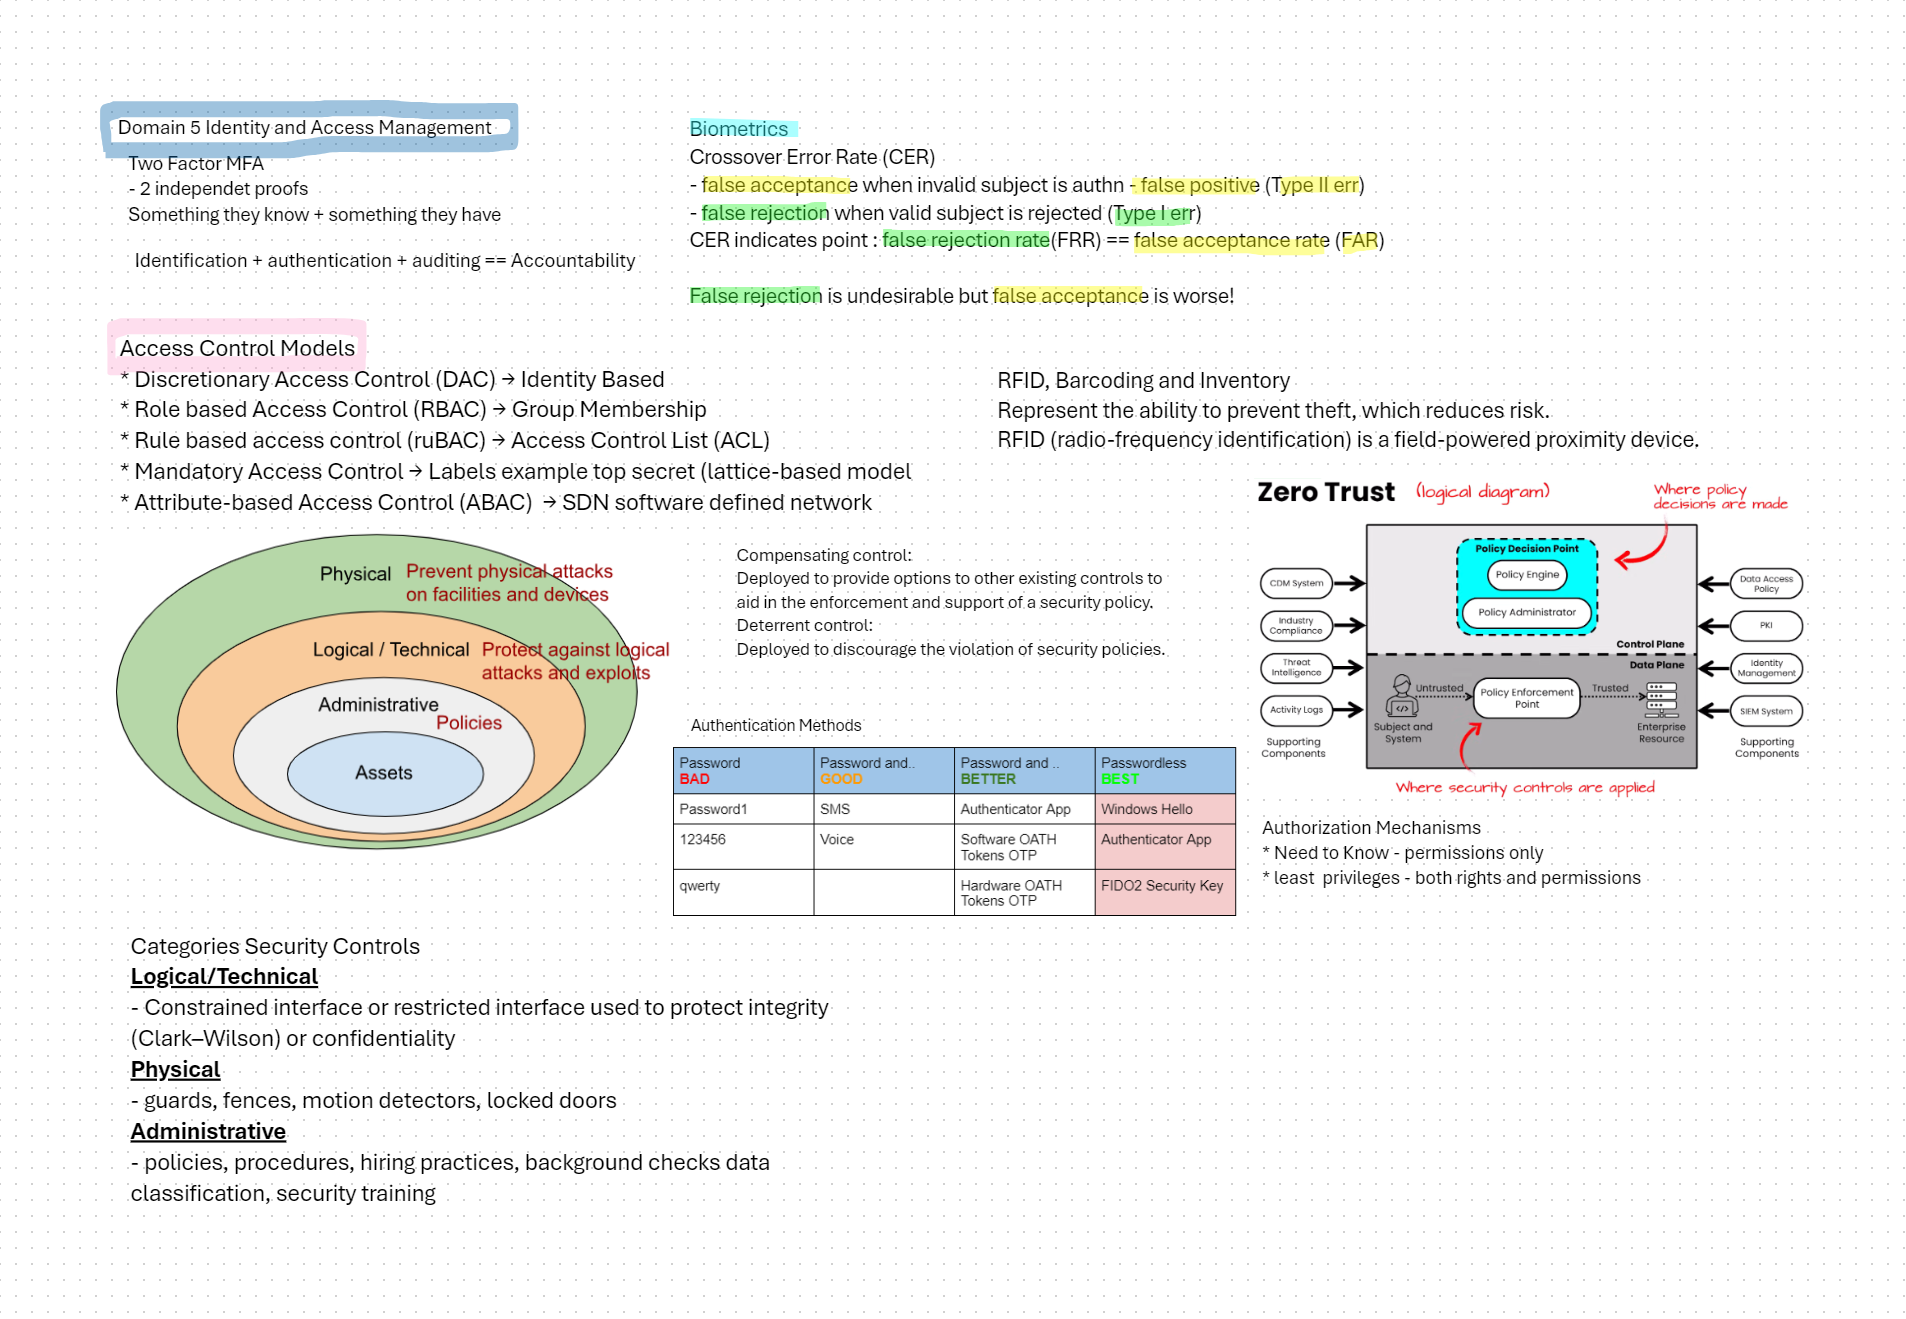 Domain 5 Identity and Access Management
Two Factor MFA
- 2 independet proofs
Something they know + something they have
Identification + authentication + auditing == Accountability
Biometrics
Crossover Error Rate (CER)
- false acceptance when invalid subject is authn - false positive (Type II err)
- false rejection when valid subject is rejected (Type I err)
CER indicates point : false rejection rate(FRR) == false acceptance rate (FAR)
False rejection is undesirable but false acceptance is worse!
Access Control Models
* Discretionary Access Control (DAC) → Identity Based
* Role based Access Control (RBAC) → Group Membership
* Rule based access control (ruBAC) → Access Control List (ACL)
* Mandatory Access Control → Labels example top secret (lattice-based model
* Attribute-based Access Control (ABAC) → SDN software defined network
RFID, Barcoding and Inventory
Represent the ability to prevent theft, which reduces risk.
RFID (radio-frequency identification) is a field-powered proximity device.
Physical Prevent physical attacks
on facilities and devices
Logical / Technical Protect against logical
attacks and exploits
Administrative
Policies
Assets
Compensating control:
Deployed to provide options to other existing controls to
aid in the enforcement and support of a security policy.
Deterrent control:
Deployed to discourage the violation of security policies.
Zero Trust (logical diagram)
Where policy
decisions are made
Policy Decision Point
Policy Engine
Policy Administrator
Control Plane
Data Plane
CDM System
Industry
Compliance
Threat
Intelligence
Activity Logs
Supporting
Components
Data Access
Policy
PKI
Identity
Management
SIEM System
Supporting
Components
Untrusted
Policy Enforcement
Point
Trusted
Subject and
System
Enterprise
Resource
Where security controls are applied
Authentication Methods
Password Password and.. Password and .. Passwordless
BAD GOOD BETTER BEST
Password1 SMS Authenticator App Windows Hello
123456 Voice Software OATH Authenticator App
Tokens OTP
qwerty Hardware OATH FIDO2 Security Key
Tokens OTP
Authorization Mechanisms
* Need to Know - permissions only
* least privileges - both rights and permissions
Categories Security Controls
Logical/Technical
- Constrained interface or restricted interface used to protect integrity
(Clark–Wilson) or confidentiality
Physical
- guards, fences, motion detectors, locked doors
Administrative
- policies, procedures, hiring practices, background checks data
classification, security training